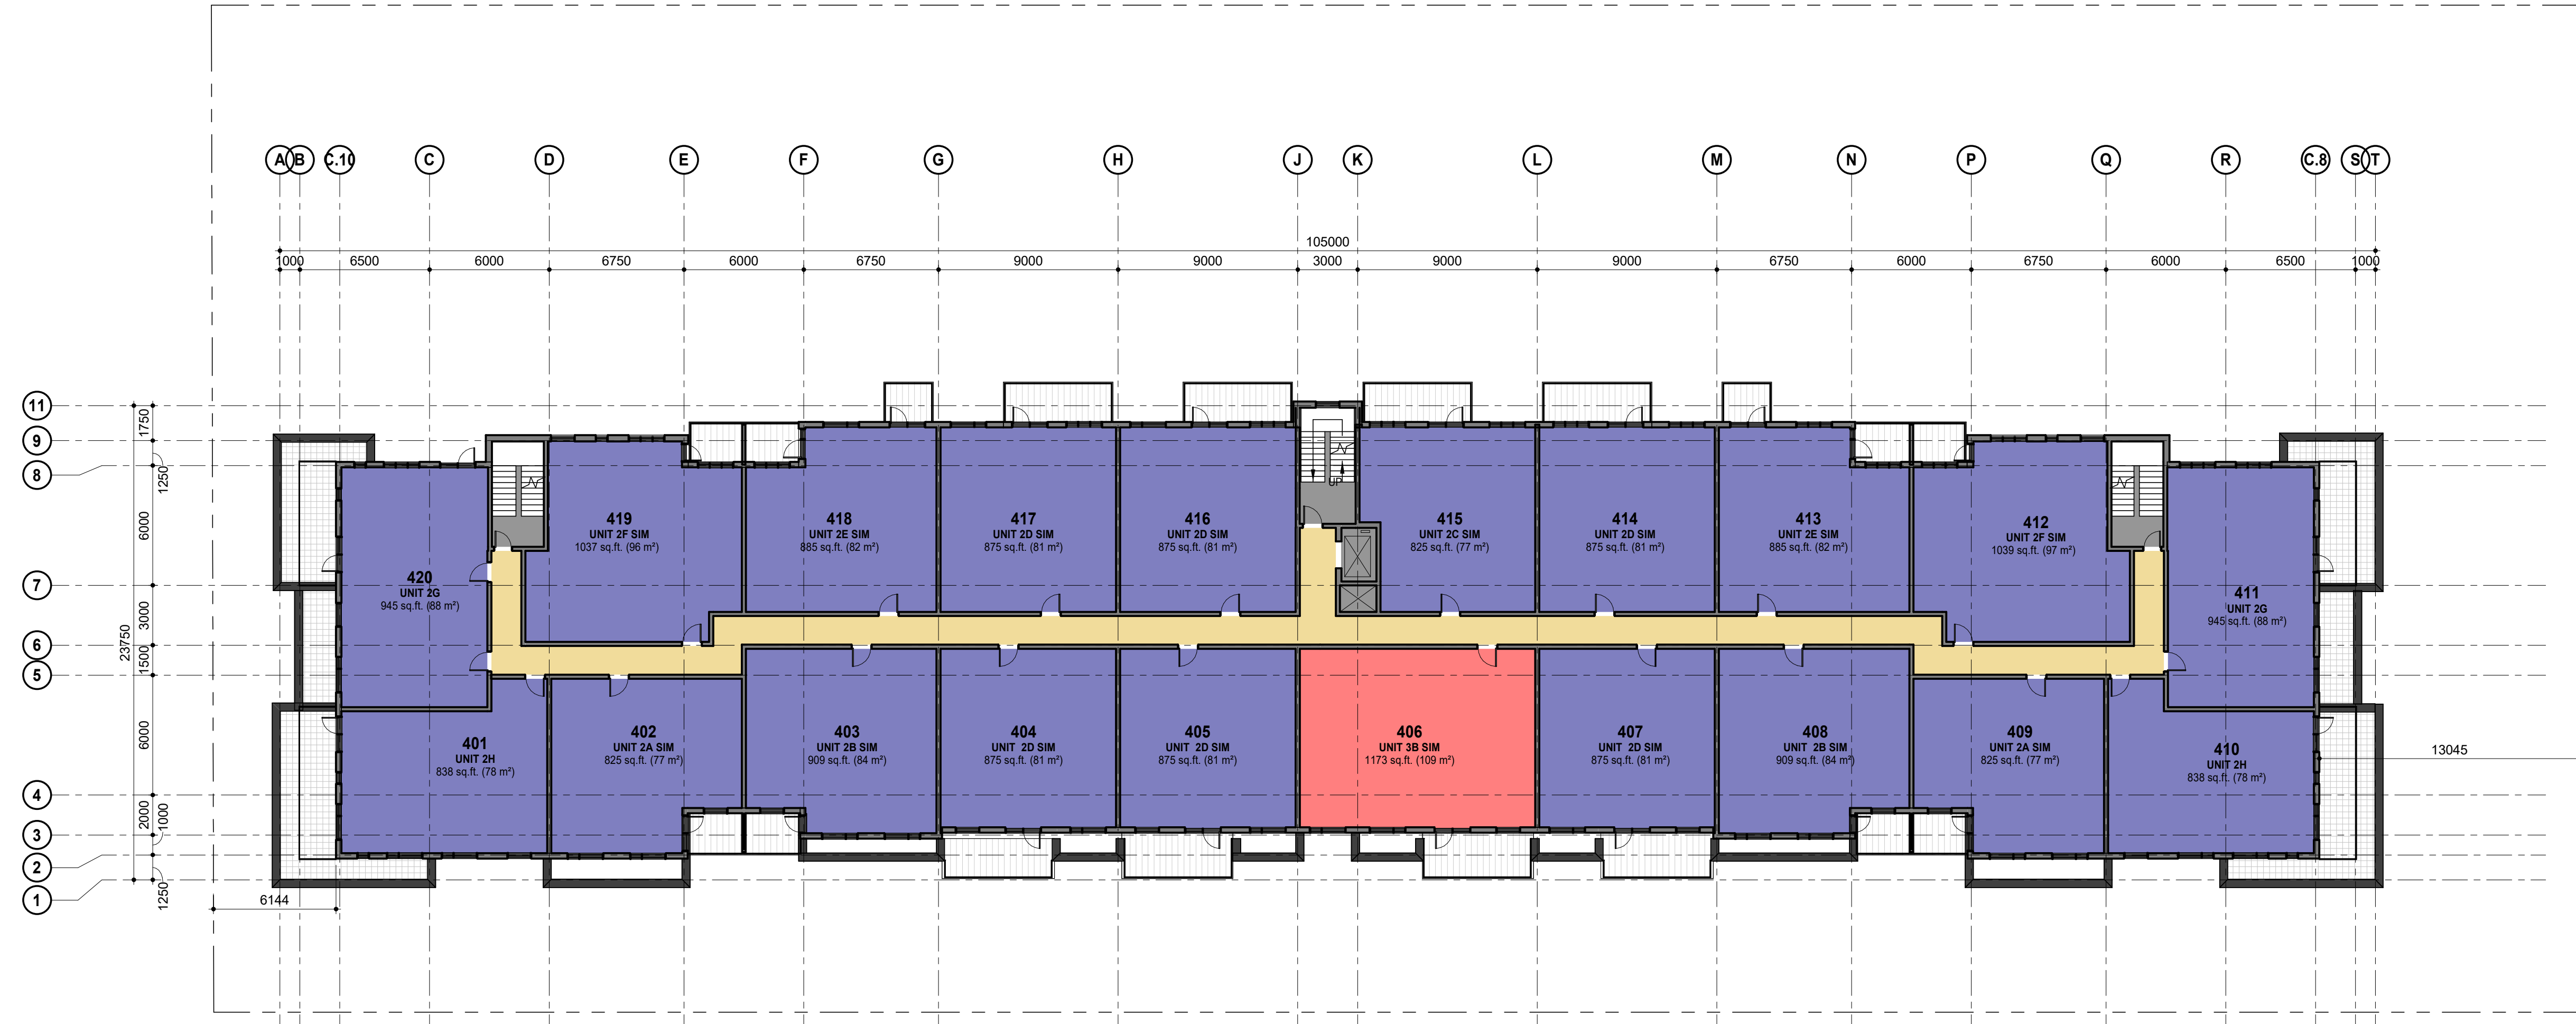 A B C.10 C D E F G H J K L M N P Q R C.8 S T
105000
1000 6500 6000 6750 6000 6750 9000 9000 3000 9000 9000 6750 6000 6750 6000 6500 1000
11
9
8
7
6
5
4
3
2
1
23750
1750
1250
6000
3000
1500
6000
2000
1000
1250
6144
13045
UP
420
UNIT 2G
945 sq.ft. (88 m²)
419
UNIT 2F SIM
1037 sq.ft. (96 m²)
418
UNIT 2E SIM
885 sq.ft. (82 m²)
417
UNIT 2D SIM
875 sq.ft. (81 m²)
416
UNIT 2D SIM
875 sq.ft. (81 m²)
415
UNIT 2C SIM
825 sq.ft. (77 m²)
414
UNIT 2D SIM
875 sq.ft. (81 m²)
413
UNIT 2E SIM
885 sq.ft. (82 m²)
412
UNIT 2F SIM
1039 sq.ft. (97 m²)
411
UNIT 2G
945 sq.ft. (88 m²)
401
UNIT 2H
838 sq.ft. (78 m²)
402
UNIT 2A SIM
825 sq.ft. (77 m²)
403
UNIT 2B SIM
909 sq.ft. (84 m²)
404
UNIT 2D SIM
875 sq.ft. (81 m²)
405
UNIT 2D SIM
875 sq.ft. (81 m²)
406
UNIT 3B SIM
1173 sq.ft. (109 m²)
407
UNIT 2D SIM
875 sq.ft. (81 m²)
408
UNIT 2B SIM
909 sq.ft. (84 m²)
409
UNIT 2A SIM
825 sq.ft. (77 m²)
410
UNIT 2H
838 sq.ft. (78 m²)